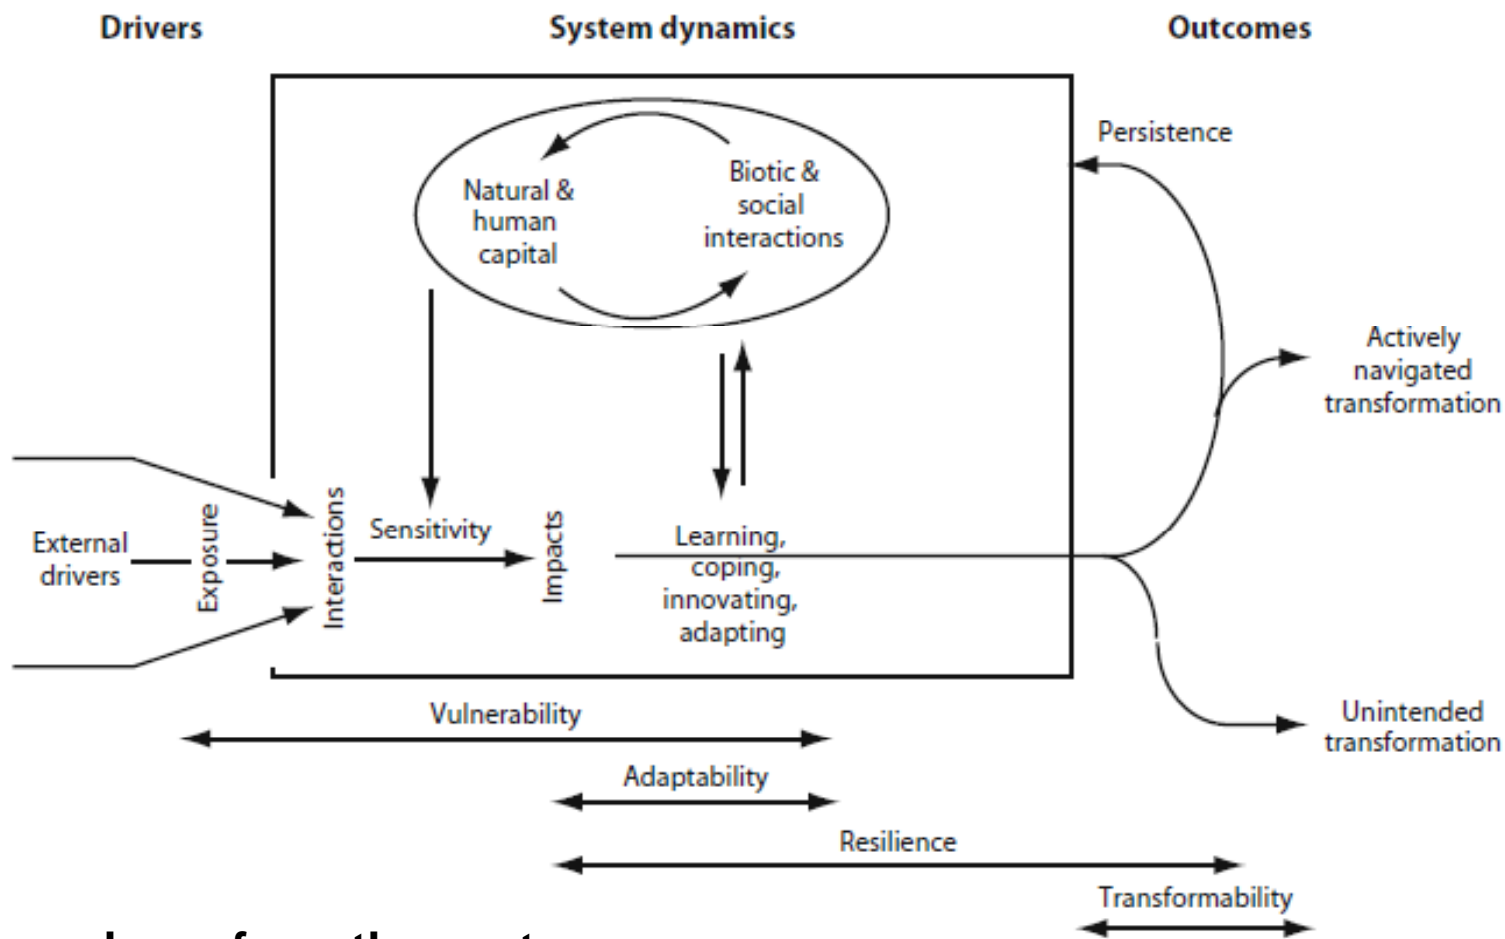 Drivers
System dynamics
Outcomes
Persistence
Natural &
human
capital
Biotic &
social
interactions
Actively
navigated
transformation
External
drivers
Exposure
Interactions
Sensitivity
Impacts
Learning,
coping,
innovating,
adapting
Unintended
transformation
Vulnerability
Adaptability
Resilience
Transformability